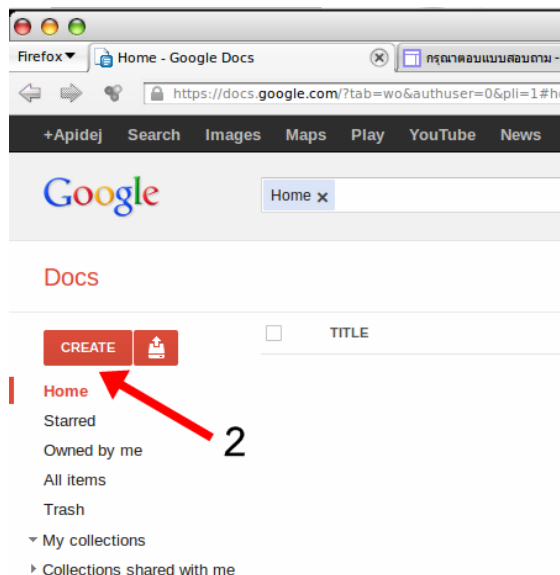 Firefox
Home - Google Docs
กรุณาตอบแบบสอบถาม -
https://docs.google.com/?tab=wo&authuser=0&pli=1#h
+Apidej Search Images Maps Play YouTube News
Google
Home x
Docs
CREATE
TITLE
Home
Starred
Owned by me
2
All items
Trash
My collections
Collections shared with me